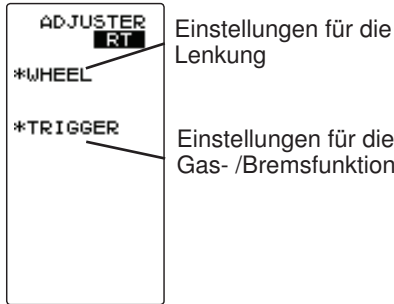 ADJUSTER
RT
*WHEEL
*TRIGGER
Einstellungen für die
Lenkung
Einstellungen für die
Gas- /Bremsfunktion